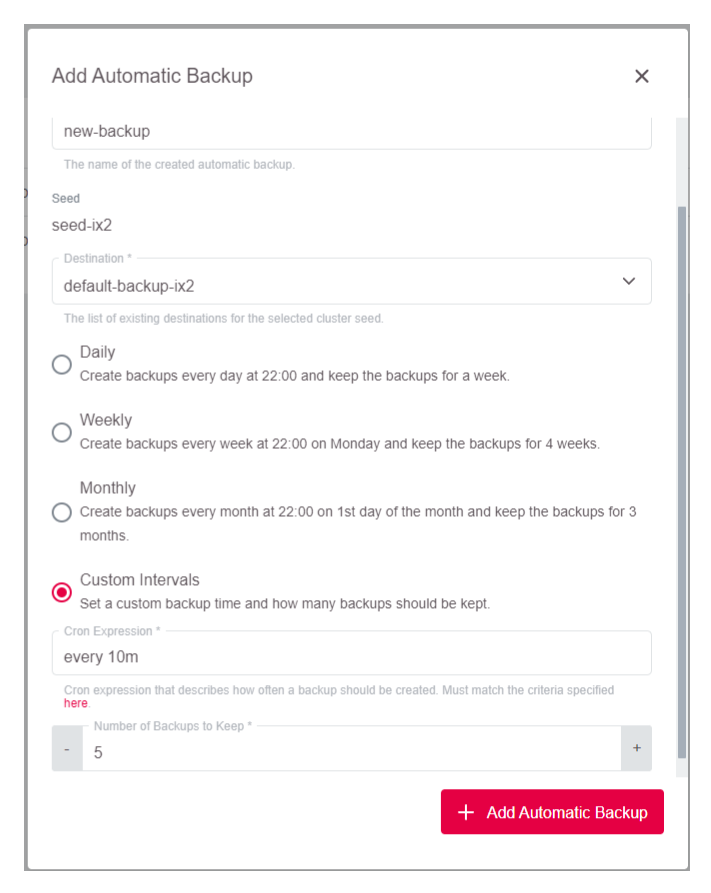 Add Automatic Backup
new-backup
The name of the created automatic backup.
Seed
seed-ix2
Destination *
default-backup-ix2
The list of existing destinations for the selected cluster seed.
Daily
Create backups every day at 22:00 and keep the backups for a week.
Weekly
Create backups every week at 22:00 on Monday and keep the backups for 4 weeks.
Monthly
Create backups every month at 22:00 on 1st day of the month and keep the backups for 3
months.
Custom Intervals
Set a custom backup time and how many backups should be kept.
Cron Expression *
every 10m
Cron expression that describes how often a backup should be created. Must match the criteria specified
here
Number of Backups to Keep *
- 5 +
+ Add Automatic Backup